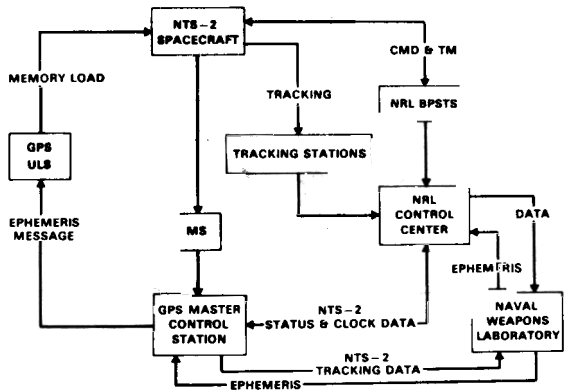 NTS-2
SPACECRAFT
CMD & TM
MEMORY LOAD
TRACKING
NRL BPSTS
GPS
ULS
TRACKING STATIONS
NRL
CONTROL
CENTER
DATA
EPHEMERIS
MESSAGE
MS
EPHEMERIS
GPS MASTER
CONTROL
STATION
NTS-2
STATUS & CLOCK DATA
NAVAL
WEAPONS
LABORATORY
NTS-2
TRACKING DATA
EPHEMERIS